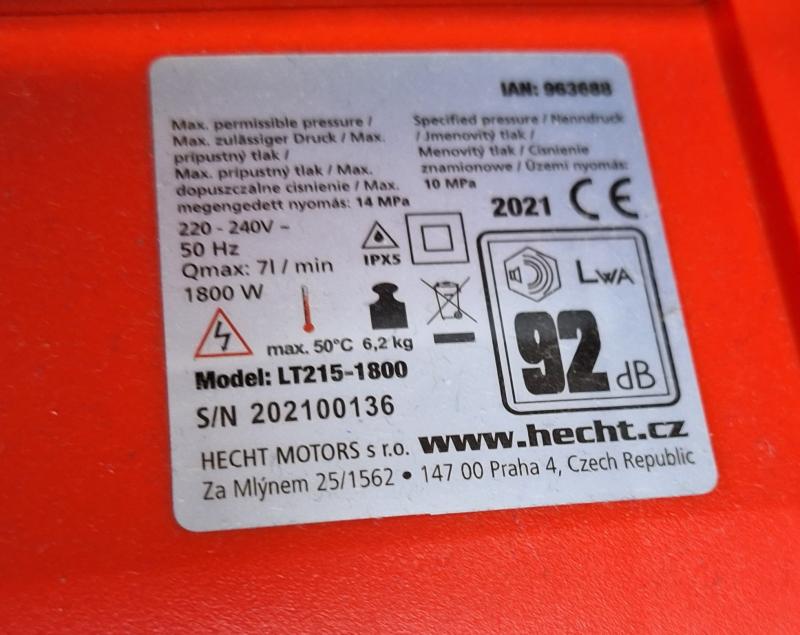 IAN: 963688
Max. permissible pressure /
Max. zulässiger Druck / Max.
prípustný tlak /
Max. prípustný tlak / Max.
dopuszczalne cisnienie / Max.
megengedett nyomás: 14 MPa
Specified pressure / Nenndruck
/ Jmenovitý tlak /
Menovitý tlak / Cisnienie
znamionowe / Üzemi nyomás:
10 MPa
2021 CE
220 - 240V ~
50 Hz
Qmax: 7l / min
1800 W
IPX5
max. 50°C 6,2 kg
LWA
92 dB
Model: LT215-1800
S/N 202100136
HECHT MOTORS s r.o. www.hecht.cz
Za Mlýnem 25/1562 • 147 00 Praha 4, Czech Republic